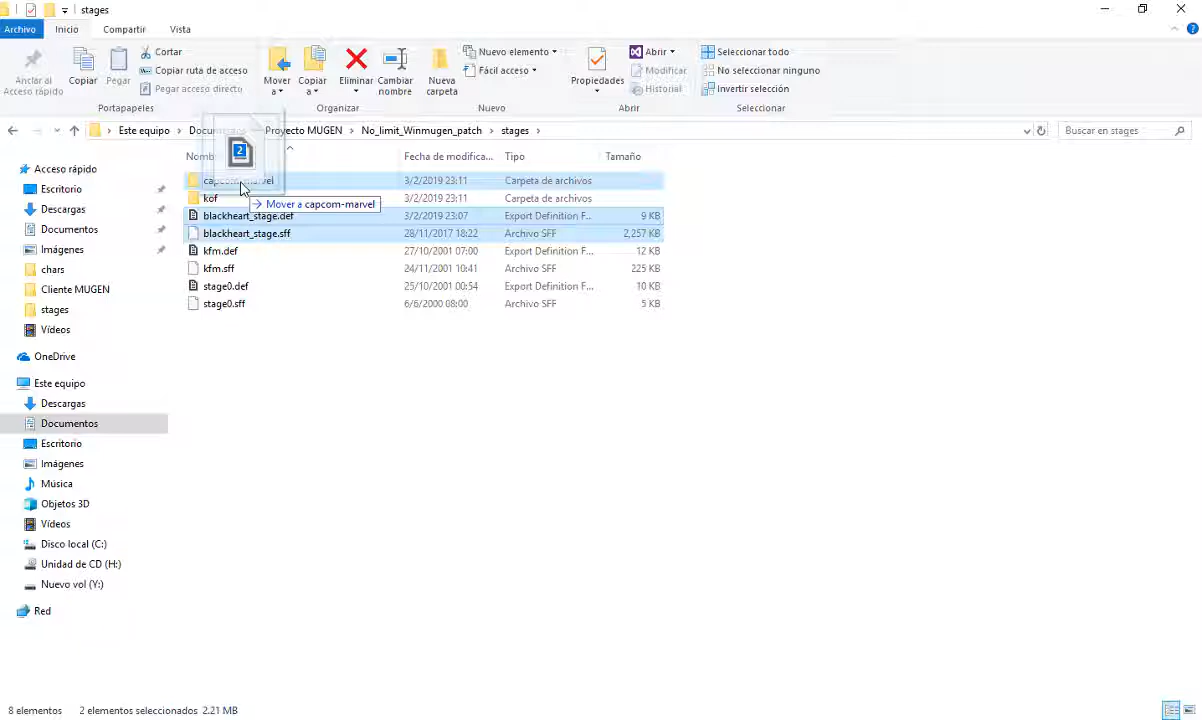 stages
Archivo Inicio Compartir Vista
Anclar al Acceso rápido
Copiar
Pegar
Cortar
Copiar ruta de acceso
Pegar acceso directo
Portapapeles
Mover a
Copiar a
Eliminar
Cambiar nombre
Organizar
Nueva carpeta
Nuevo elemento
Fácil acceso
Nuevo
Propiedades
Abrir
Modificar
Historial
Abrir
Seleccionar todo
No seleccionar ninguno
Invertir selección
Seleccionar
Este equipo > Proyecto MUGEN > No_limit_Winmugen_patch > stages >
Buscar en stages
Fecha de modifica... Tipo Tamaño
2
capcom-marvel 3/2/2019 23:11 Carpeta de archivos
kof 3/2/2019 23:11 Carpeta de archivos
Mover a capcom-marvel
blackheart_stage.def 3/2/2019 23:07 Export Definition F... 9 KB
blackheart_stage.sff 28/11/2017 18:22 Archivo SFF 2,257 KB
kfm.def 27/10/2001 07:00 Export Definition F... 12 KB
kfm.sff 24/11/2001 10:41 Archivo SFF 225 KB
stage0.def 25/10/2001 00:54 Export Definition F... 10 KB
stage0.sff 6/6/2000 08:00 Archivo SFF 5 KB
Acceso rápido
Escritorio
Descargas
Documentos
Imágenes
chars
Cliente MUGEN
stages
Vídeos
OneDrive
Este equipo
Descargas
Documentos
Escritorio
Imágenes
Música
Objetos 3D
Vídeos
Disco local (C:)
Unidad de CD (H:)
Nuevo vol (Y:)
Red
8 elementos 2 elementos seleccionados 2.21 MB